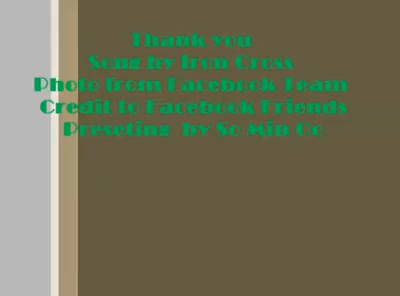 Thank you
Song by Iron Cross
Photo from Facebook Team
Credit to Facebook Friends
Preseting by So Min Oo